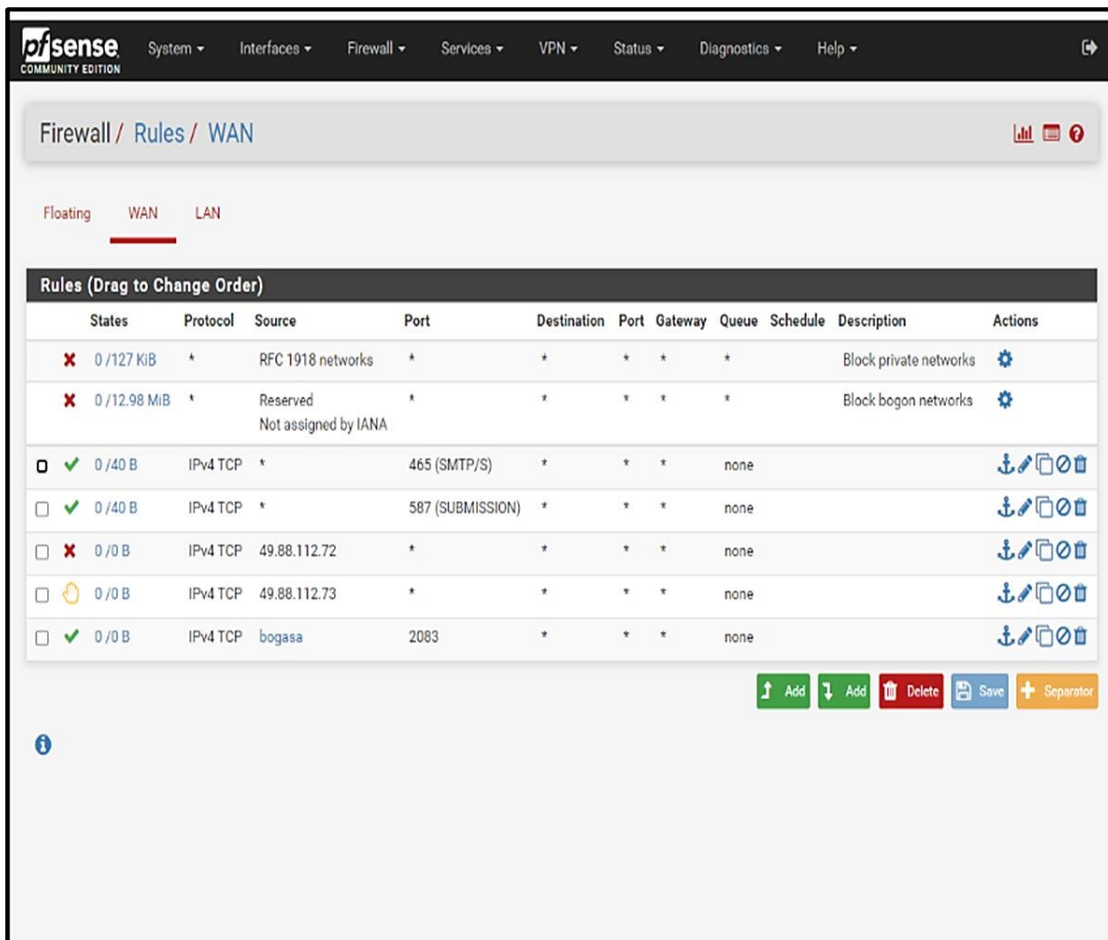 pfsense System Interfaces Firewall Services VPN Status Diagnostics Help
COMMUNITY EDITION
Firewall / Rules / WAN
Floating WAN LAN
Rules (Drag to Change Order)
States Protocol Source Port Destination Port Gateway Queue Schedule Description Actions
0 /127 KiB * RFC 1918 networks * * * * * Block private networks
0 /12.98 MiB * Reserved * * * * * Block bogon networks
Not assigned by IANA
0 /40 B IPv4 TCP * 465 (SMTP/S) * * * none
0 /40 B IPv4 TCP * 587 (SUBMISSION) * * * none
0 /0 B IPv4 TCP 49.88.112.72 * * * * none
0 /0 B IPv4 TCP 49.88.112.73 * * * * none
0 /0 B IPv4 TCP bogasa 2083 * * * none
Add Add Delete Save + Separator